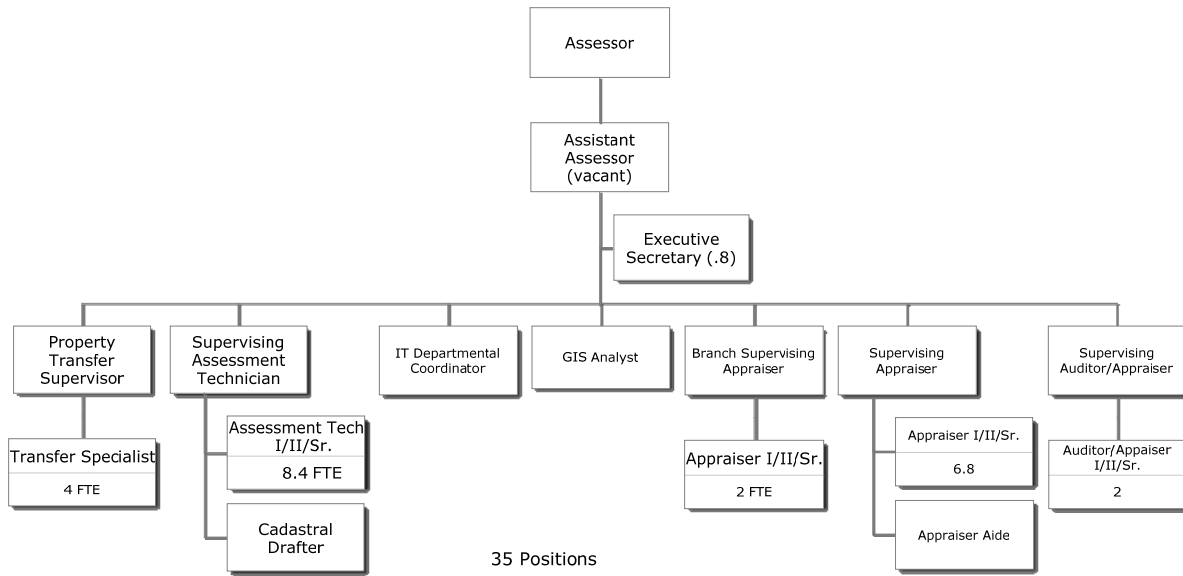 Assessor
Assistant
Assessor
(vacant)
Executive
Secretary (.8)
Property
Transfer
Supervisor
Supervising
Assessment
Technician
IT Departmental
Coordinator
GIS Analyst
Branch Supervising
Appraiser
Supervising
Appraiser
Supervising
Auditor/Appraiser
Transfer Specialist
4 FTE
Assessment Tech
I/II/Sr.
8.4 FTE
Cadastral
Drafter
Appraiser I/II/Sr.
2 FTE
Appraiser I/II/Sr.
6.8
Appraiser Aide
Auditor/Appaiser
I/II/Sr.
2
35 Positions